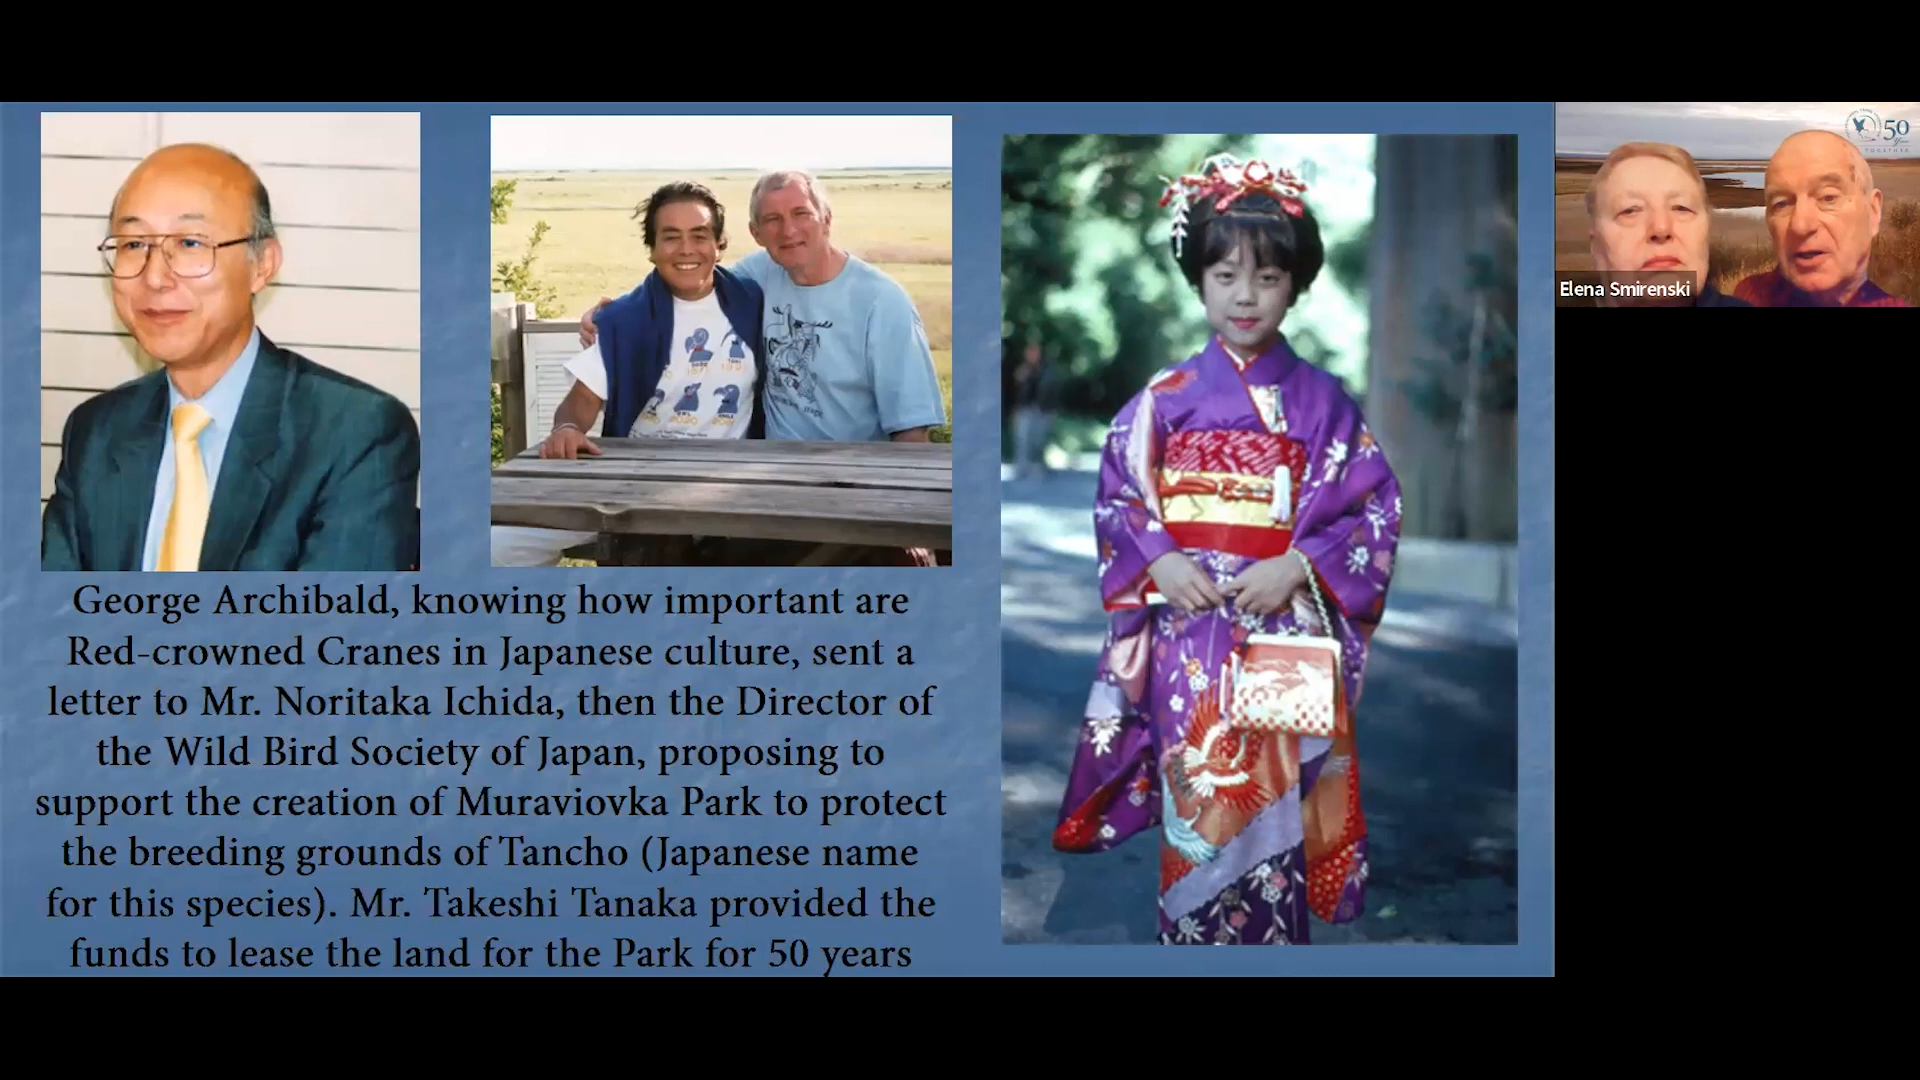 George Archibald, knowing how important are
Red-crowned Cranes in Japanese culture, sent a
letter to Mr. Noritaka Ichida, then the Director of
the Wild Bird Society of Japan, proposing to
support the creation of Muraviovka Park to protect
the breeding grounds of Tancho (Japanese name
for this species). Mr. Takeshi Tanaka provided the
funds to lease the land for the Park for 50 years
50
TOGETHER
Elena Smirenski